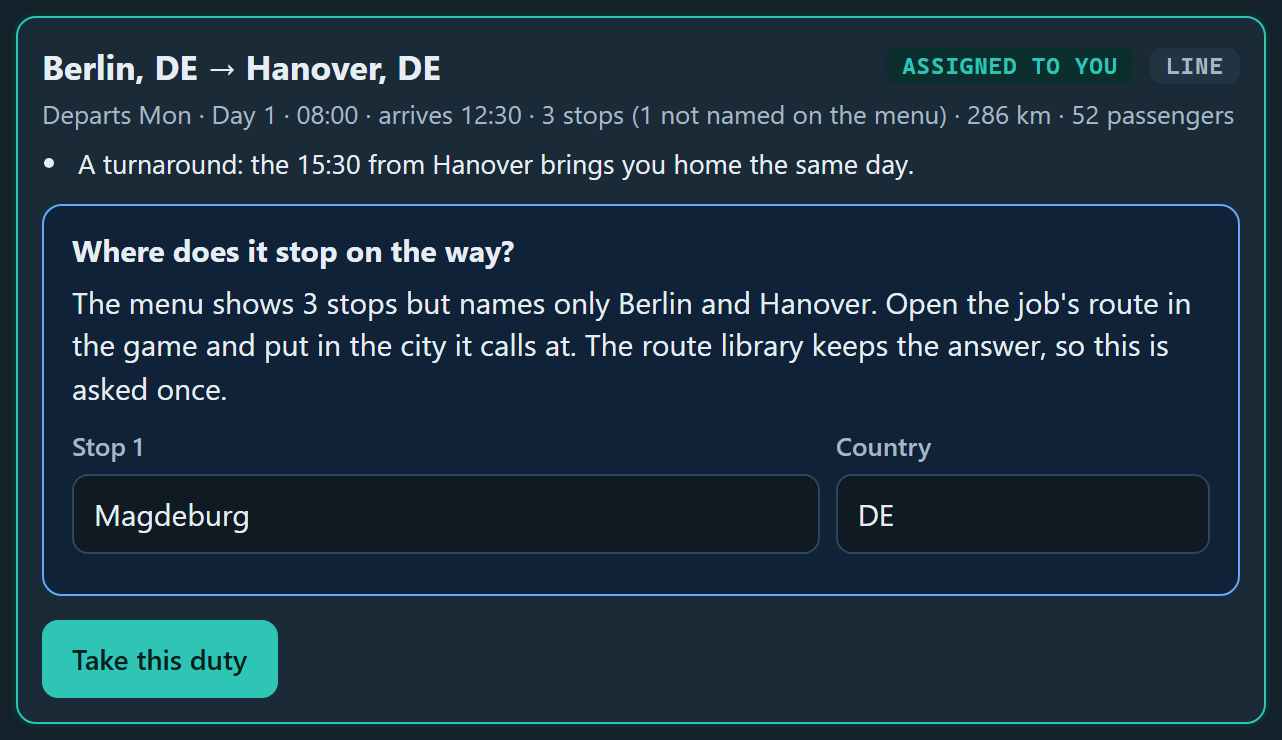 Berlin, DE → Hanover, DE
ASSIGNED TO YOU
LINE
Departs Mon · Day 1 · 08:00 · arrives 12:30 · 3 stops (1 not named on the menu) · 286 km · 52 passengers
• A turnaround: the 15:30 from Hanover brings you home the same day.
Where does it stop on the way?
The menu shows 3 stops but names only Berlin and Hanover. Open the job's route in
the game and put in the city it calls at. The route library keeps the answer, so this is
asked once.
Stop 1
Country
Magdeburg
DE
Take this duty